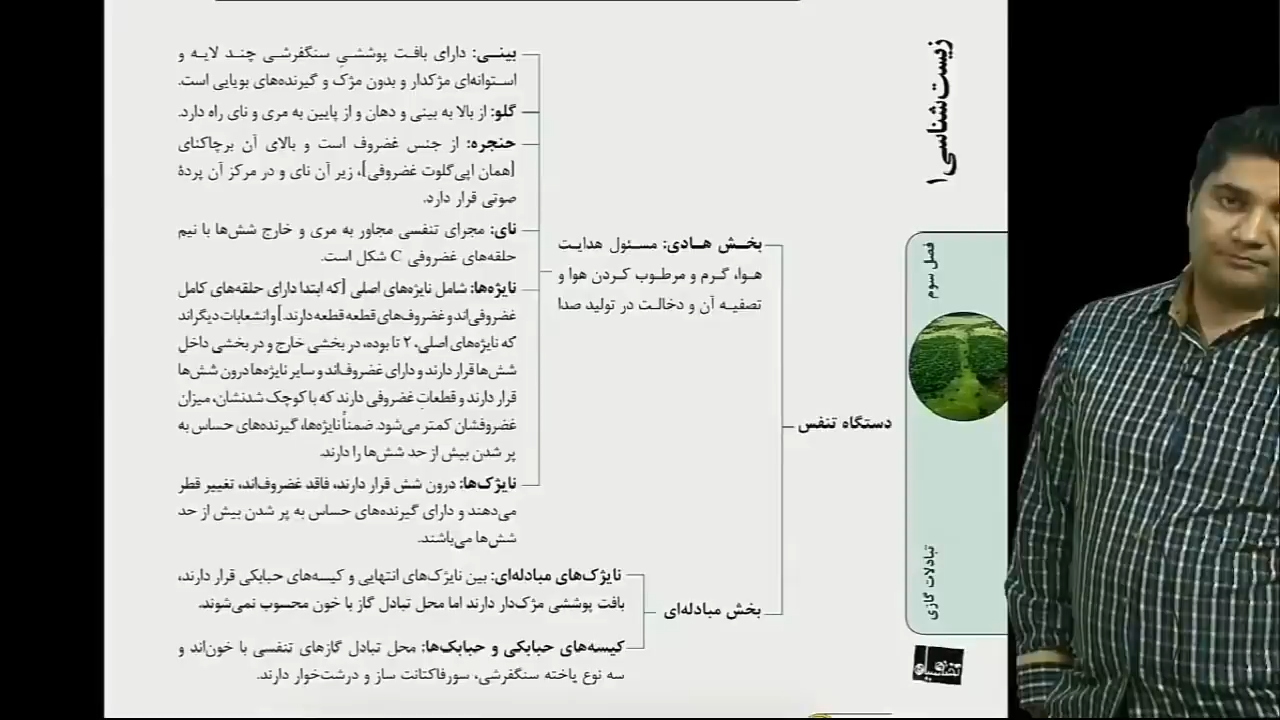 زیست‌شناسی ۱
فصل سوم
تبادلات گازی
دستگاه تنفس
بخش هادی: مسئول هدایت
هوا، گرم و مرطوب کردن هوا و
تصفیه آن و دخالت در تولید صدا
بینی: دارای بافت پوششیِ سنگفرشی چند لایه و
استوانه‌ای مژکدار و بدون مژک و گیرنده‌های بویایی است.
گلو: از بالا به بینی و دهان و از پایین به مری و نای راه دارد.
حنجره: از جنس غضروف است و بالای آن برچاکنای
[همان اپی‌گلوت غضروفی]، زیر آن نای و در مرکز آن پردهٔ
صوتی قرار دارد.
نای: مجرای تنفسی مجاور به مری و خارج شش‌ها با نیم
حلقه‌های غضروفی C شکل است.
نایژه‌ها: شامل نایژه‌های اصلی [که ابتدا دارای حلقه‌های کامل
غضروفی‌اند و غضروف‌های قطعه قطعه دارند.] و انشعابات دیگراند
که نایژه‌های اصلی، ۲ تا بوده، در بخشی خارج و در بخشی داخل
شش‌ها قرار دارند و دارای غضروف‌اند و سایر نایژه‌ها درون شش‌ها
قرار دارند و قطعاتِ غضروفی دارند که با کوچک شدنشان، میزان
غضروفشان کمتر می‌شود. ضمناً نایژه‌ها، گیرنده‌های حساس به
پر شدن بیش از حد شش‌ها را دارند.
نایژک‌ها: درون شش قرار دارند، فاقد غضروف‌اند، تغییر قطر
می‌دهند و دارای گیرنده‌های حساس به پر شدن بیش از حد
شش‌ها می‌باشند.
بخش مبادله‌ای
نایژک‌های مبادله‌ای: بین نایژک‌های انتهایی و کیسه‌های حبابکی قرار دارند،
بافت پوششی مژک‌دار دارند اما محل تبادل گاز با خون محسوب نمی‌شوند.
کیسه‌های حبابکی و حبابک‌ها: محل تبادل گازهای تنفسی با خون‌اند و
سه نوع یاخته سنگفرشی، سورفاکتانت ساز و درشت‌خوار دارند.